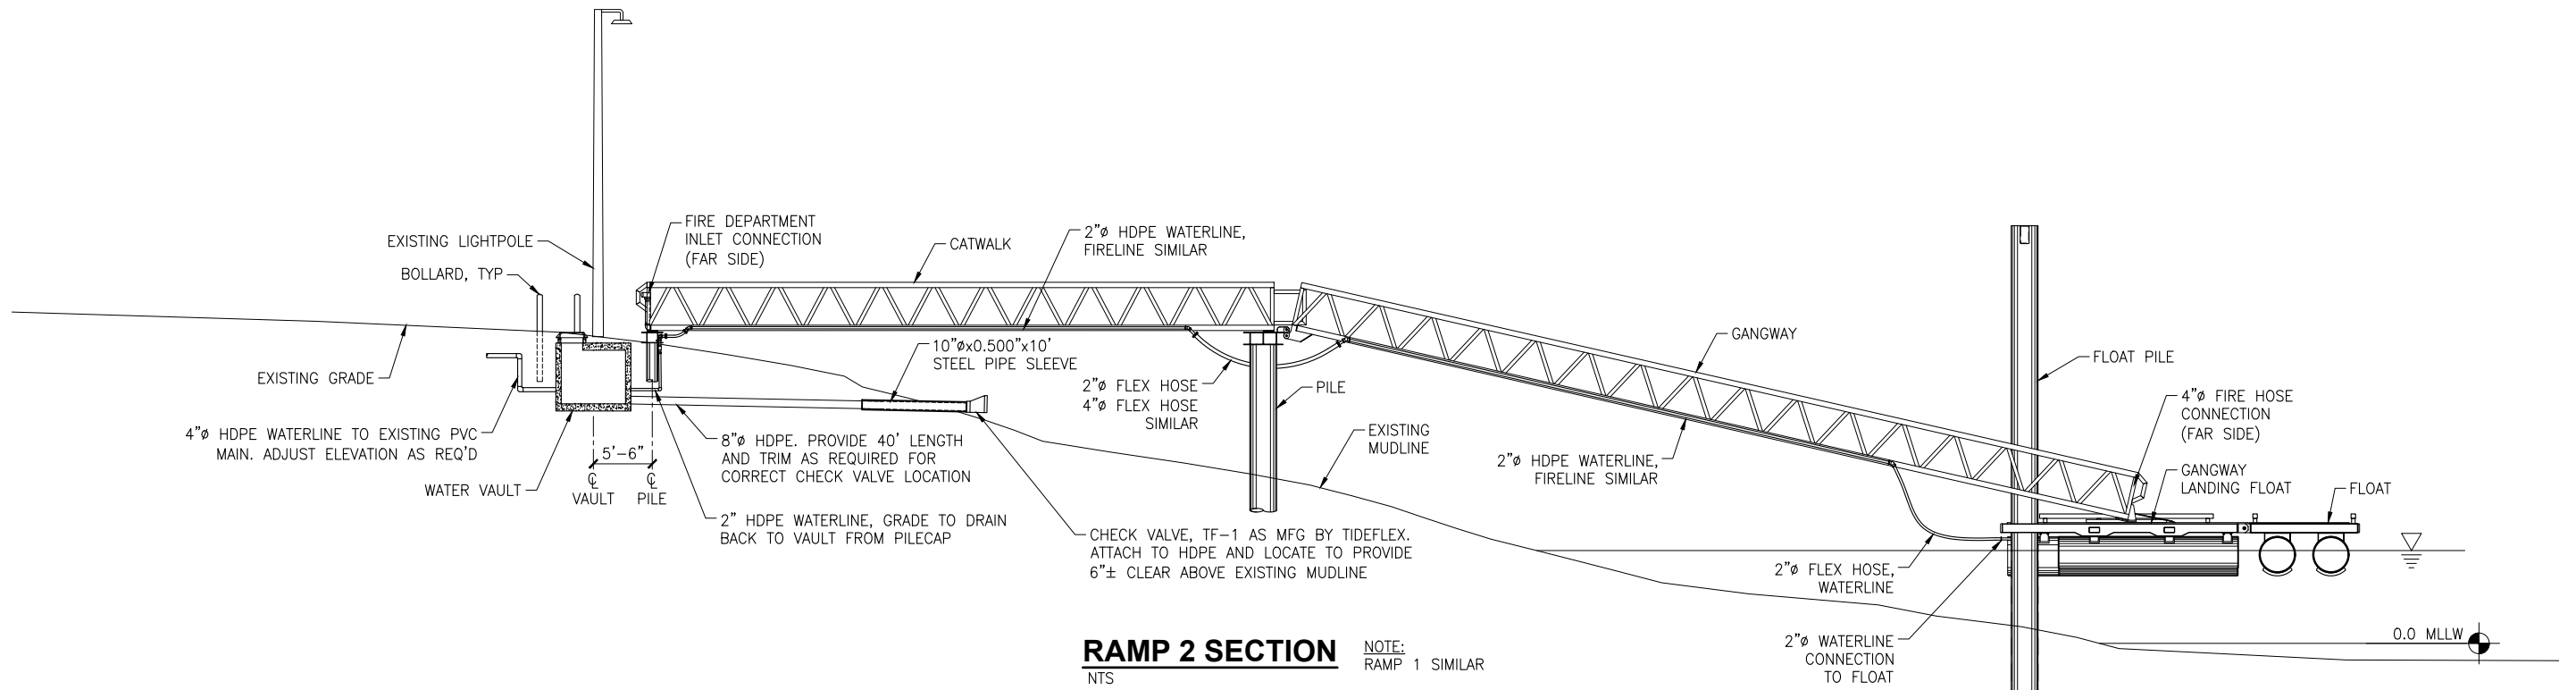 EXISTING LIGHTPOLE
BOLLARD, TYP
EXISTING GRADE
4"ø HDPE WATERLINE TO EXISTING PVC
MAIN. ADJUST ELEVATION AS REQ'D
WATER VAULT
5'-6"
℄
VAULT
℄
PILE
FIRE DEPARTMENT
INLET CONNECTION
(FAR SIDE)
CATWALK
2"ø HDPE WATERLINE,
FIRELINE SIMILAR
10"øx0.500"x10'
STEEL PIPE SLEEVE
8"ø HDPE. PROVIDE 40' LENGTH
AND TRIM AS REQUIRED FOR
CORRECT CHECK VALVE LOCATION
2" HDPE WATERLINE, GRADE TO DRAIN
BACK TO VAULT FROM PILECAP
2"ø FLEX HOSE
4"ø FLEX HOSE
SIMILAR
PILE
EXISTING
MUDLINE
CHECK VALVE, TF-1 AS MFG BY TIDEFLEX.
ATTACH TO HDPE AND LOCATE TO PROVIDE
6"± CLEAR ABOVE EXISTING MUDLINE
GANGWAY
2"ø HDPE WATERLINE,
FIRELINE SIMILAR
FLOAT PILE
4"ø FIRE HOSE
CONNECTION
(FAR SIDE)
GANGWAY
LANDING FLOAT
FLOAT
2"ø FLEX HOSE,
WATERLINE
2"ø WATERLINE
CONNECTION
TO FLOAT
0.0 MLLW
RAMP 2 SECTION
NTS
NOTE:
RAMP 1 SIMILAR